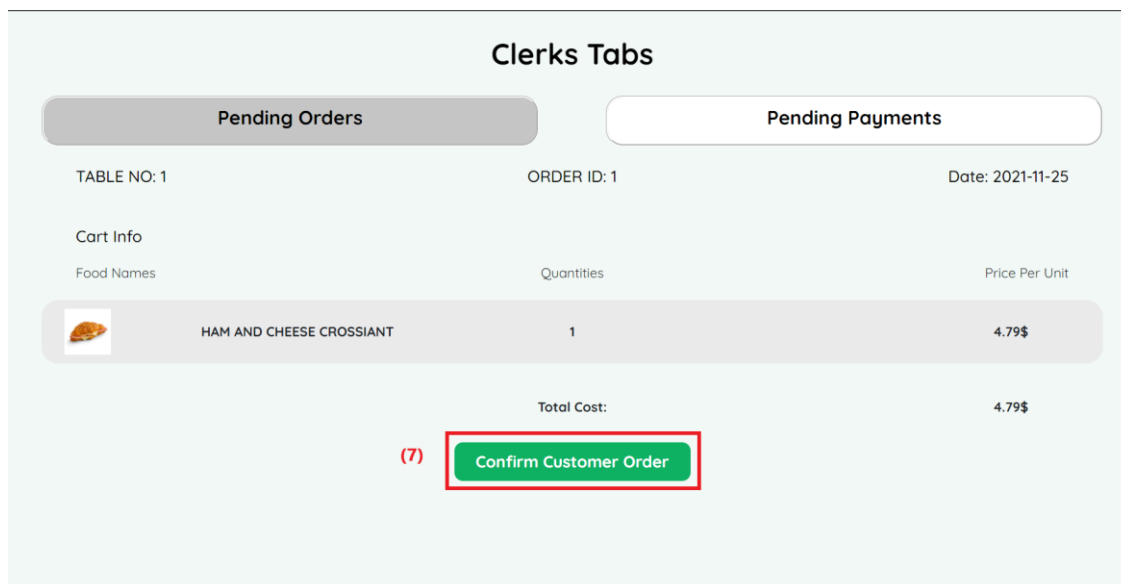 Clerks Tabs
Pending Orders Pending Payments
TABLE NO: 1 ORDER ID: 1 Date: 2021-11-25
Cart Info
Food Names Quantities Price Per Unit
HAM AND CHEESE CROSSIANT 1 4.79$
Total Cost: 4.79$
(7) Confirm Customer Order